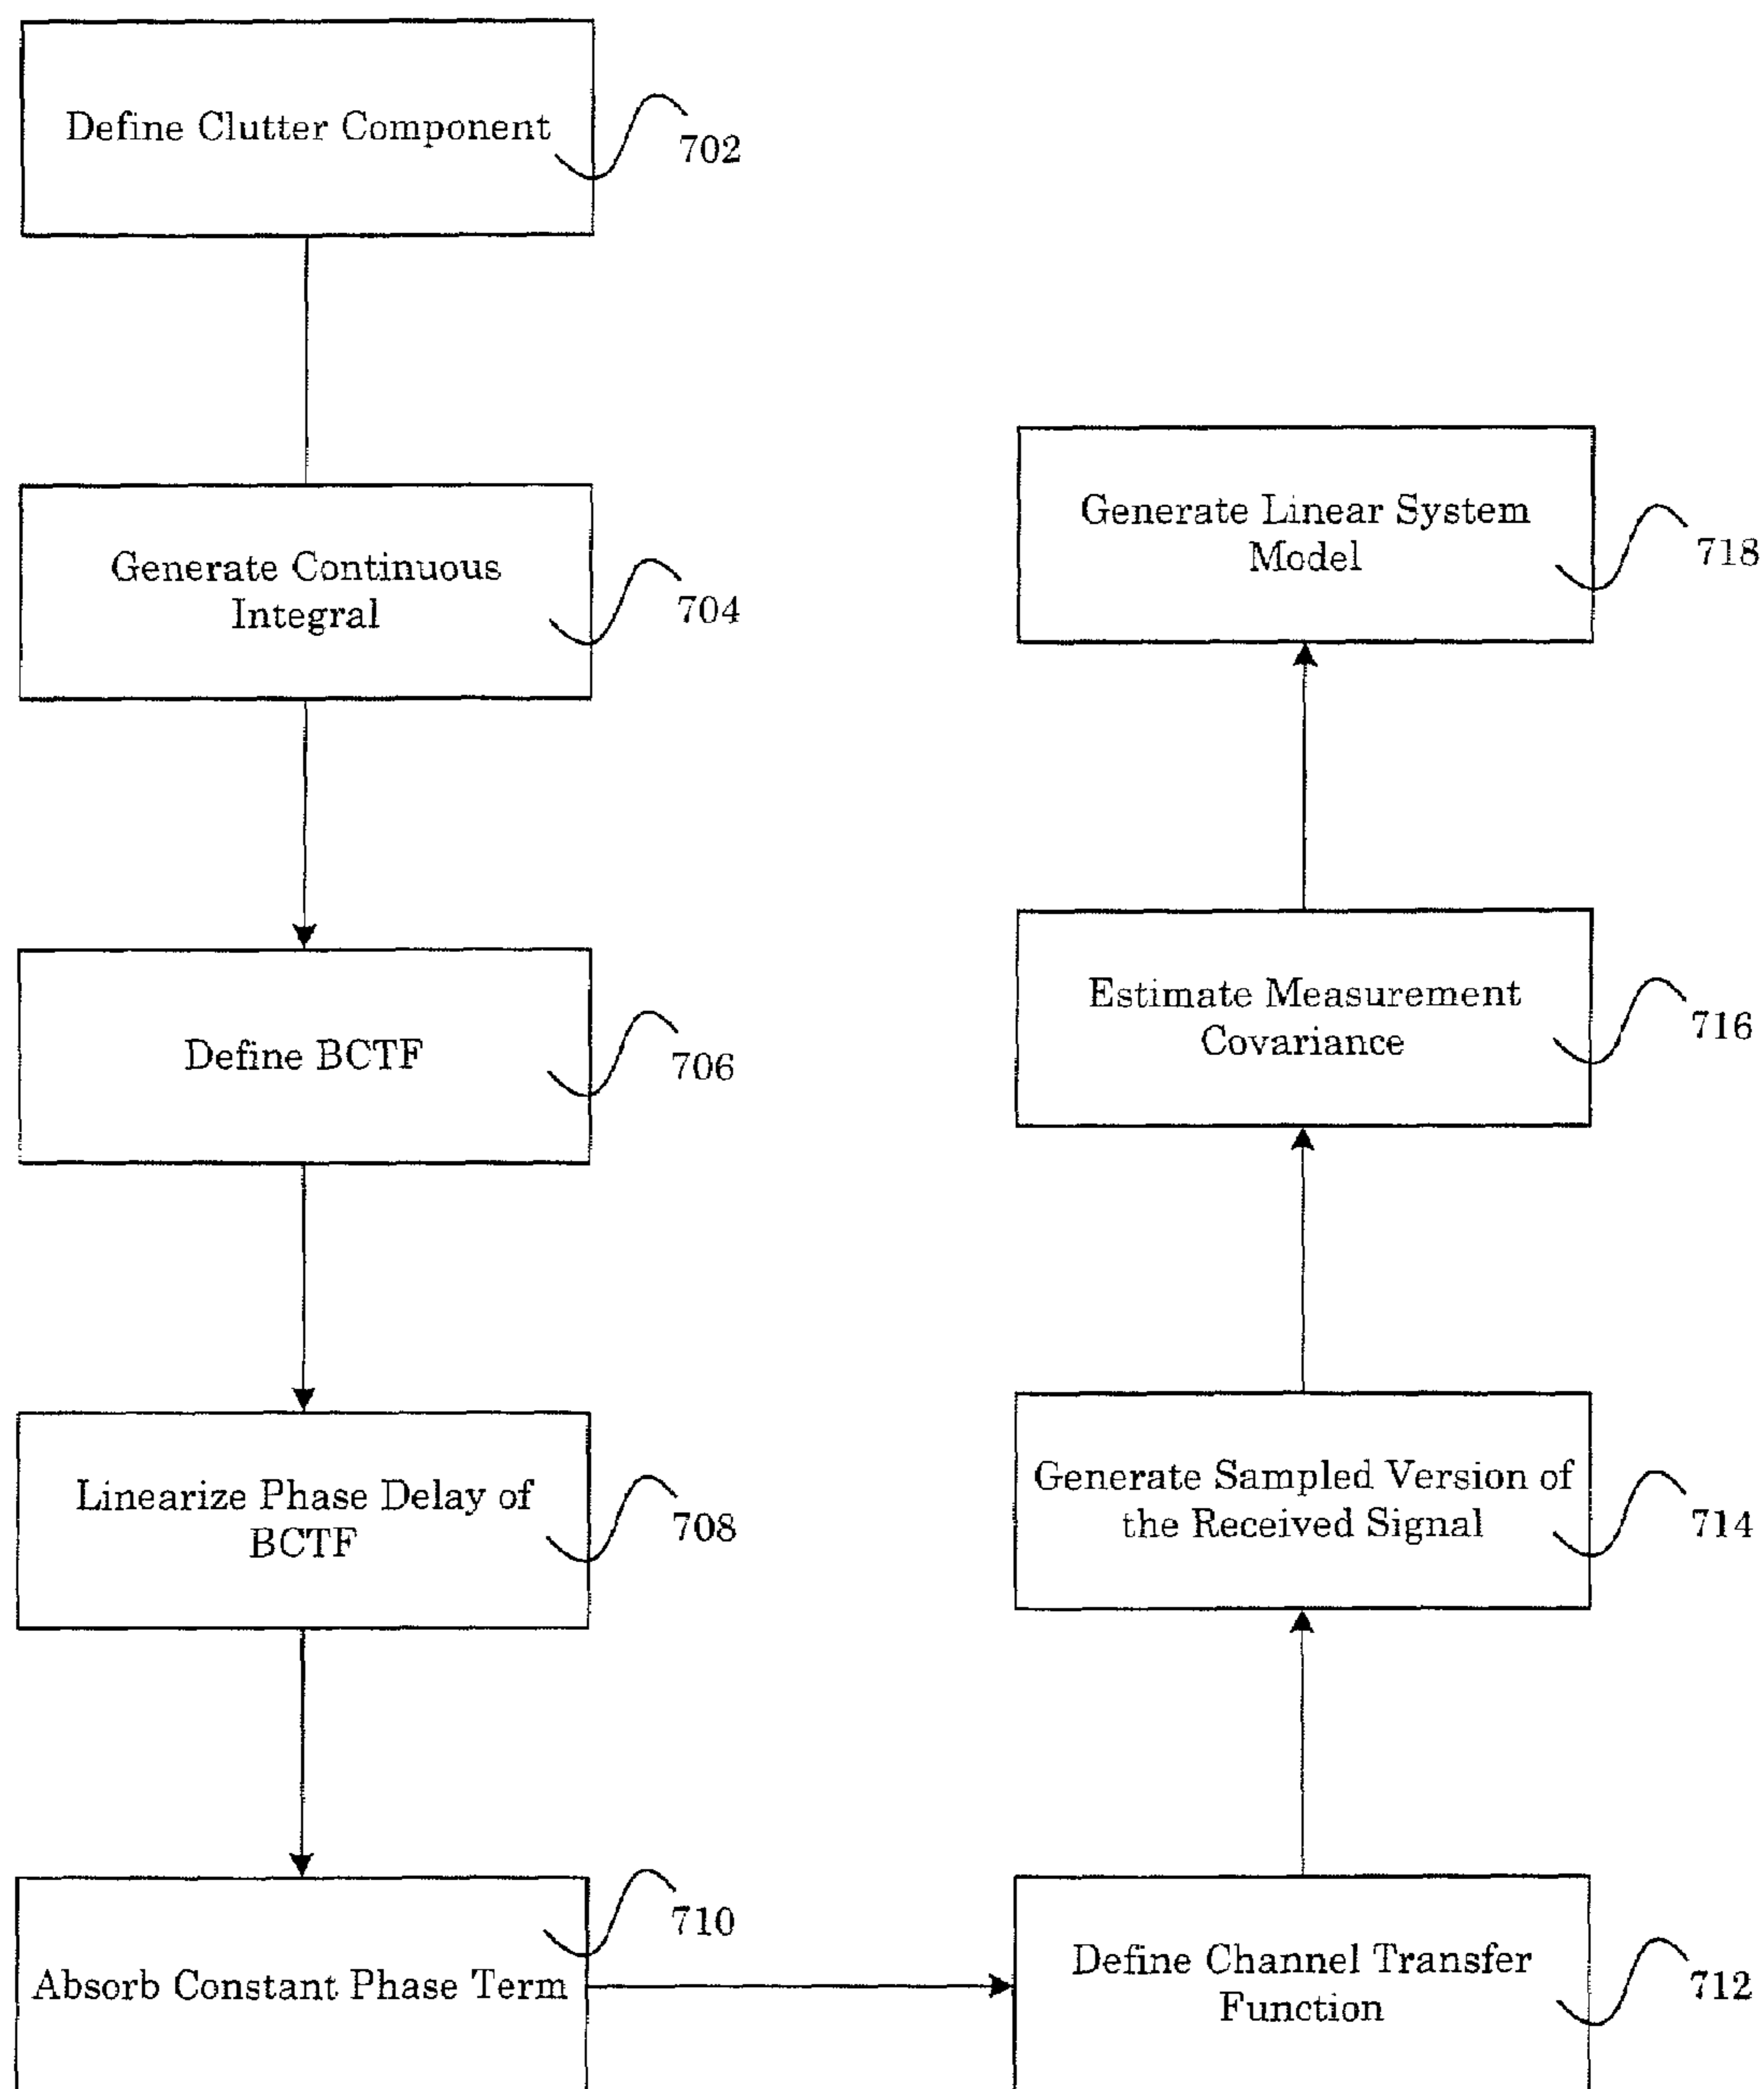 Define Clutter Component
702
Generate Continuous
Integral
704
Define BCTF
706
Linearize Phase Delay of
BCTF
708
Absorb Constant Phase Term
710
Define Channel Transfer
Function
712
Generate Sampled Version of
the Received Signal
714
Estimate Measurement
Covariance
716
Generate Linear System
Model
718